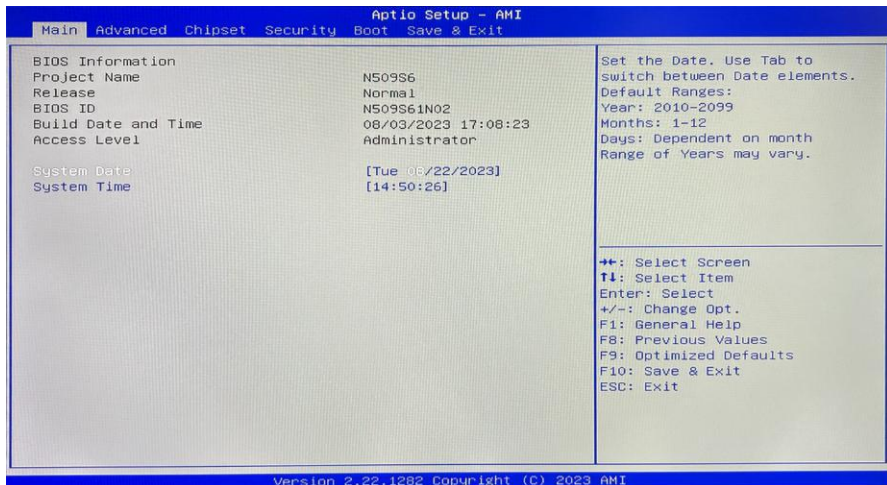 Aptio Setup – AMI
Main Advanced Chipset Security Boot Save & Exit
BIOS Information
Project Name N509S6
Release Normal
BIOS ID N509S61N02
Build Date and Time 08/03/2023 17:08:23
Access Level Administrator
System Date [Tue 08/22/2023]
System Time [14:50:26]
Set the Date. Use Tab to
switch between Date elements.
Default Ranges:
Year: 2010-2099
Months: 1-12
Days: Dependent on month
Range of Years may vary.
→←: Select Screen
↑↓: Select Item
Enter: Select
+/-: Change Opt.
F1: General Help
F8: Previous Values
F9: Optimized Defaults
F10: Save & Exit
ESC: Exit
Version 2.22.1282 Copyright (C) 2023 AMI